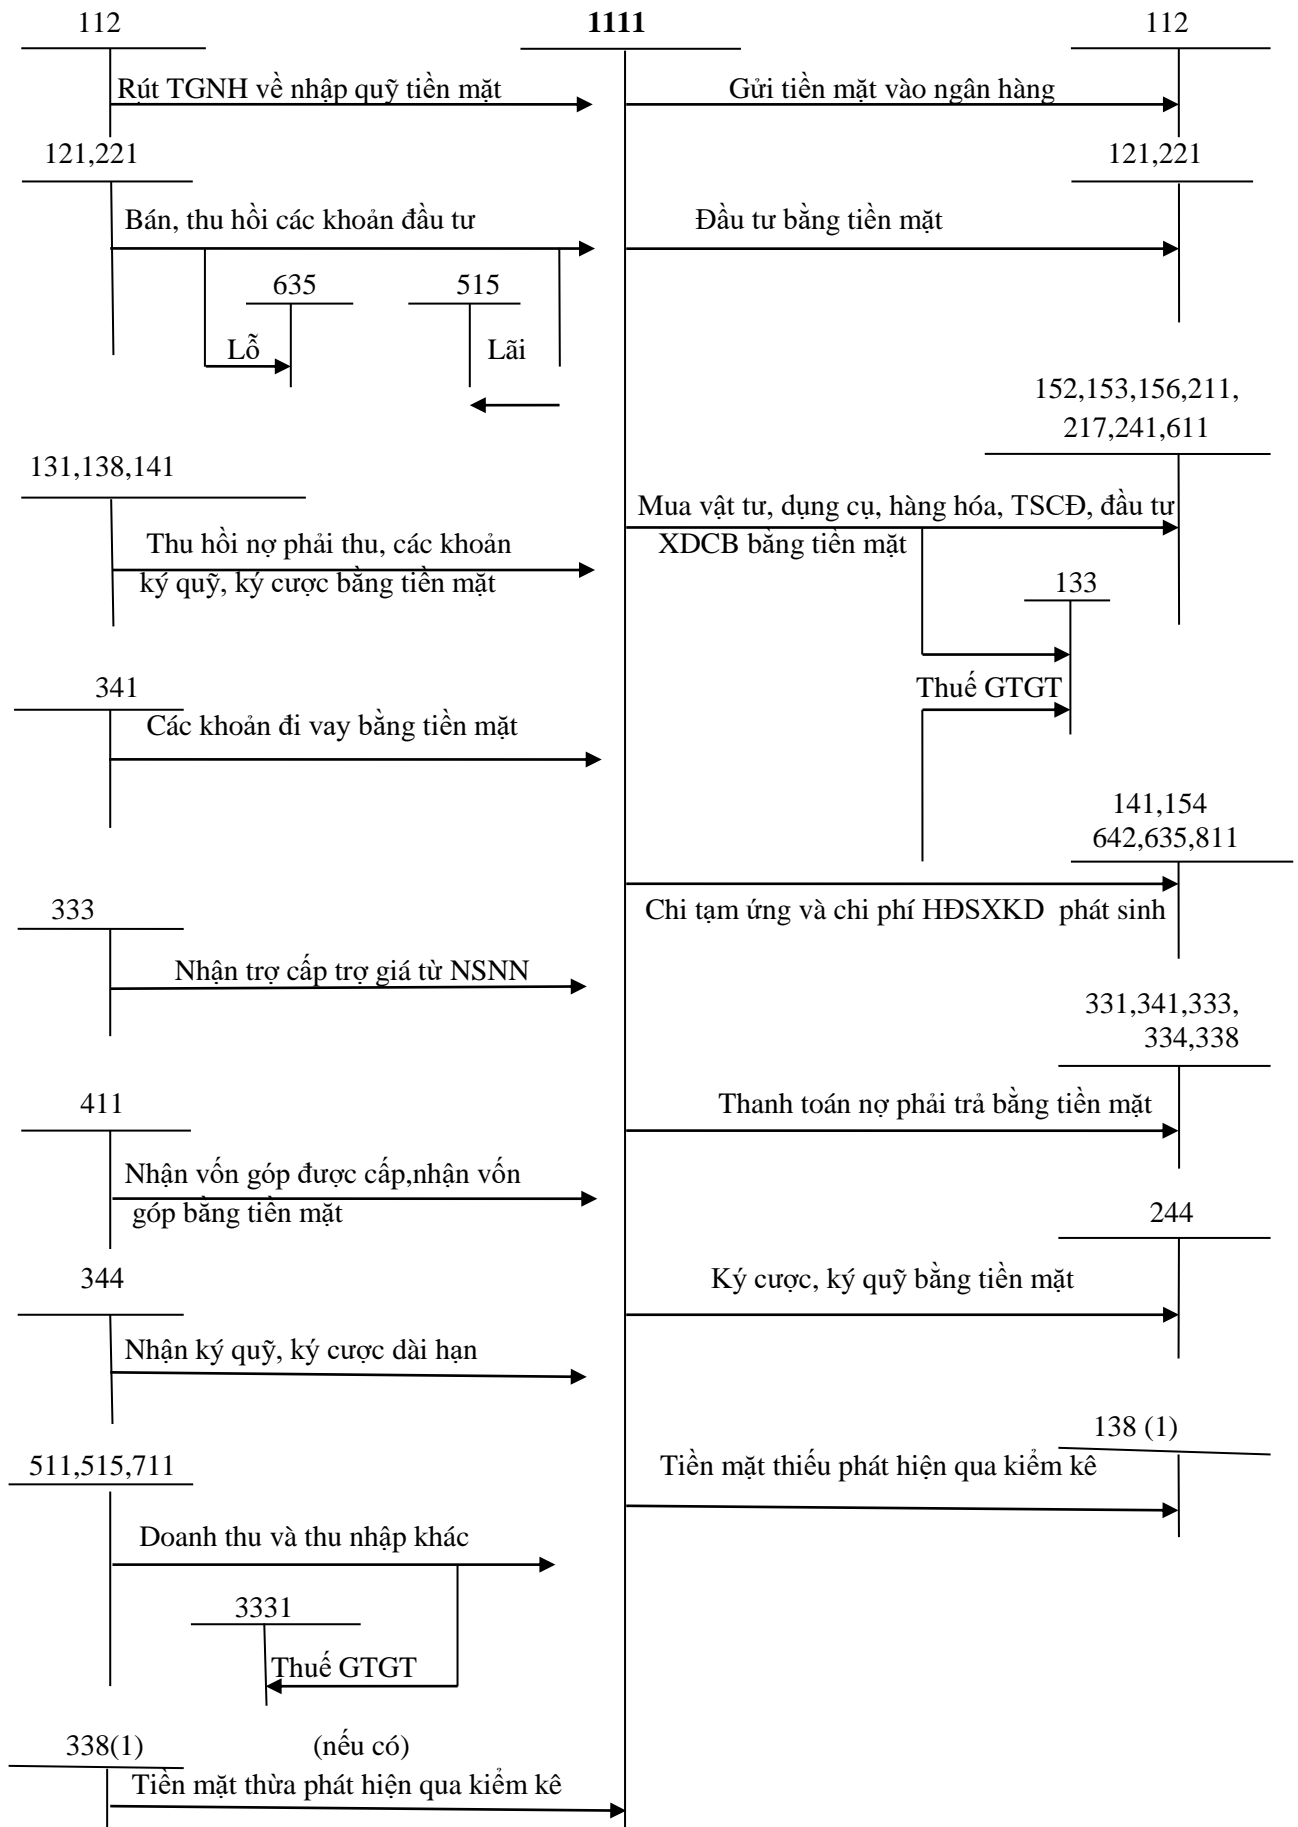 112
1111
112
Rút TGNH về nhập quỹ tiền mặt
Gửi tiền mặt vào ngân hàng
121,221
121,221
Bán, thu hồi các khoản đầu tư
Đầu tư bằng tiền mặt
635
515
Lỗ
Lãi
152,153,156,211,
217,241,611
131,138,141
Mua vật tư, dụng cụ, hàng hóa, TSCĐ, đầu tư
XDCB bằng tiền mặt
Thu hồi nợ phải thu, các khoản
ký quỹ, ký cược bằng tiền mặt
133
Thuế GTGT
341
Các khoản đi vay bằng tiền mặt
141,154
642,635,811
Chi tạm ứng và chi phí HĐSXKD phát sinh
333
Nhận trợ cấp trợ giá từ NSNN
331,341,333,
334,338
Thanh toán nợ phải trả bằng tiền mặt
411
Nhận vốn góp được cấp,nhận vốn
góp bằng tiền mặt
244
Ký cược, ký quỹ bằng tiền mặt
344
Nhận ký quỹ, ký cược dài hạn
138 (1)
Tiền mặt thiếu phát hiện qua kiểm kê
511,515,711
Doanh thu và thu nhập khác
3331
Thuế GTGT
338(1)
(nếu có)
Tiền mặt thừa phát hiện qua kiểm kê